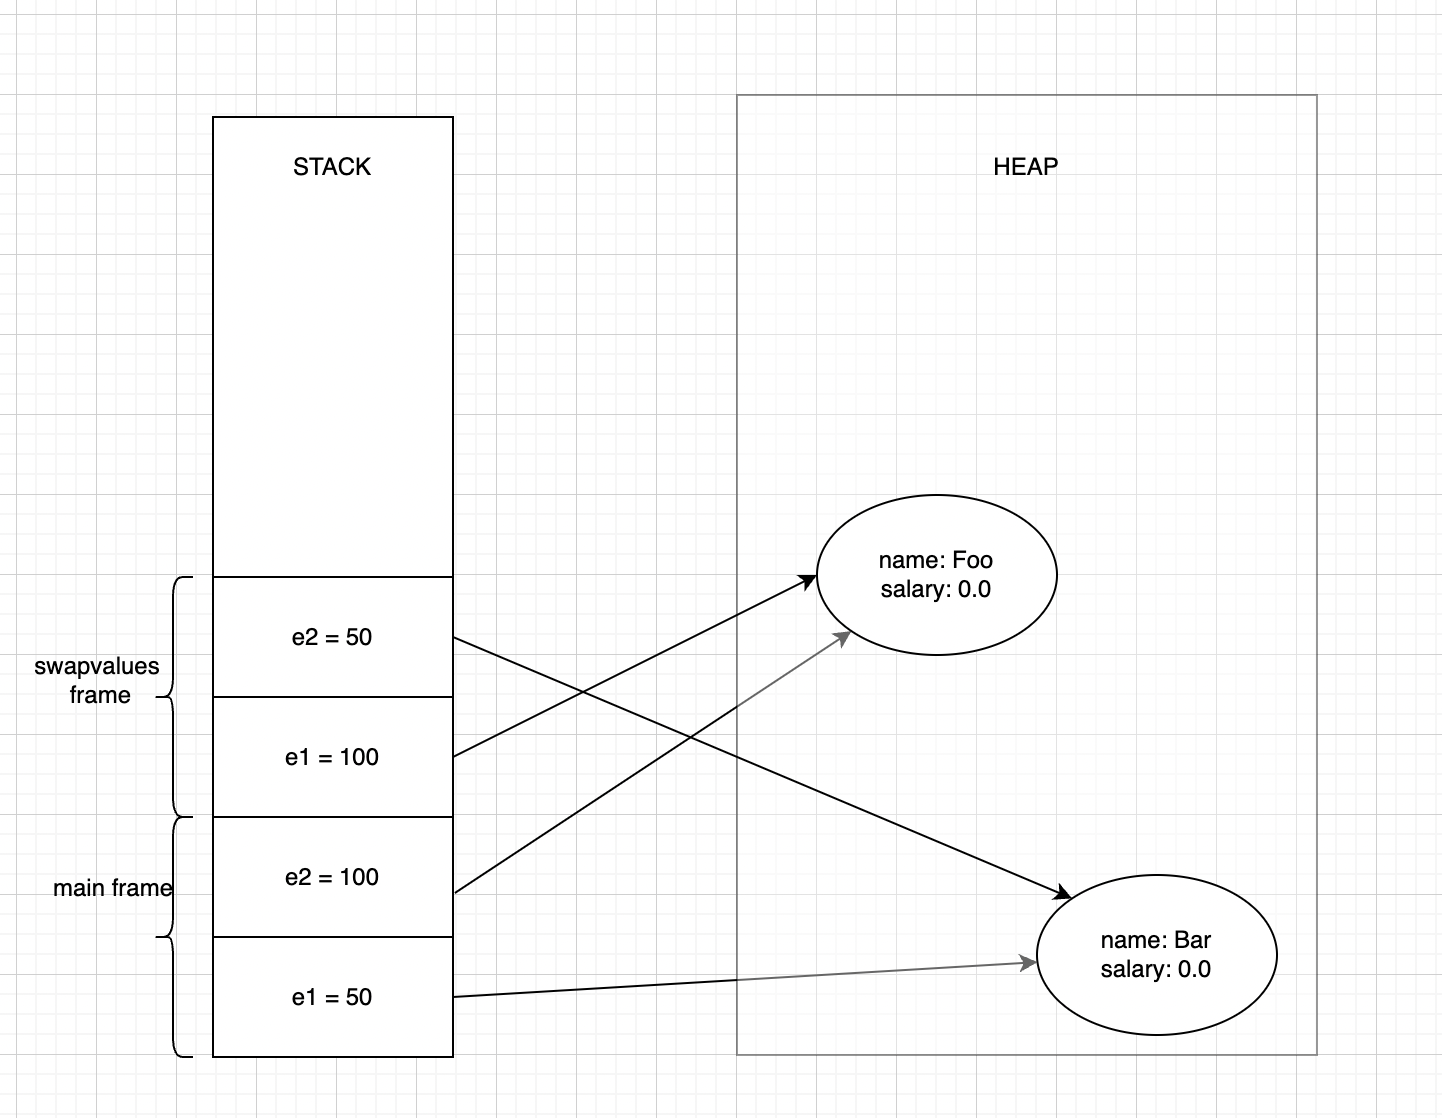 STACK
HEAP
name: Foo
salary: 0.0
e2 = 50
swapvalues
frame
e1 = 100
e2 = 100
main frame
name: Bar
salary: 0.0
e1 = 50